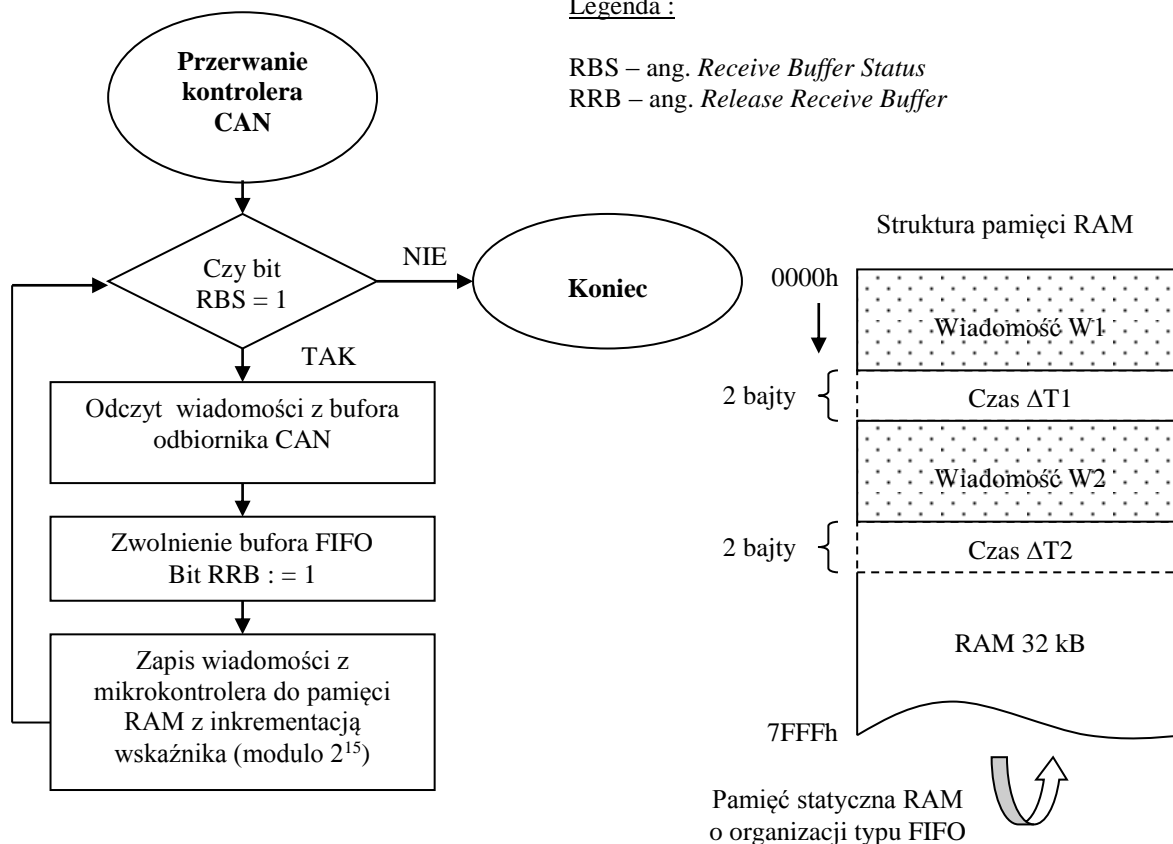 Legenda :
RBS – ang. Receive Buffer Status
RRB – ang. Release Receive Buffer
Przerwanie
kontrolera
CAN
Czy bit
RBS = 1
NIE
Koniec
TAK
Odczyt wiadomości z bufora
odbiornika CAN
Zwolnienie bufora FIFO
Bit RRB : = 1
Zapis wiadomości z
mikrokontrolera do pamięci
RAM z inkrementacją
wskaźnika (modulo 2¹⁵)
Struktura pamięci RAM
0000h
Wiadomość W1
2 bajty
Czas ΔT1
Wiadomość W2
2 bajty
Czas ΔT2
RAM 32 kB
7FFFh
Pamięć statyczna RAM
o organizacji typu FIFO